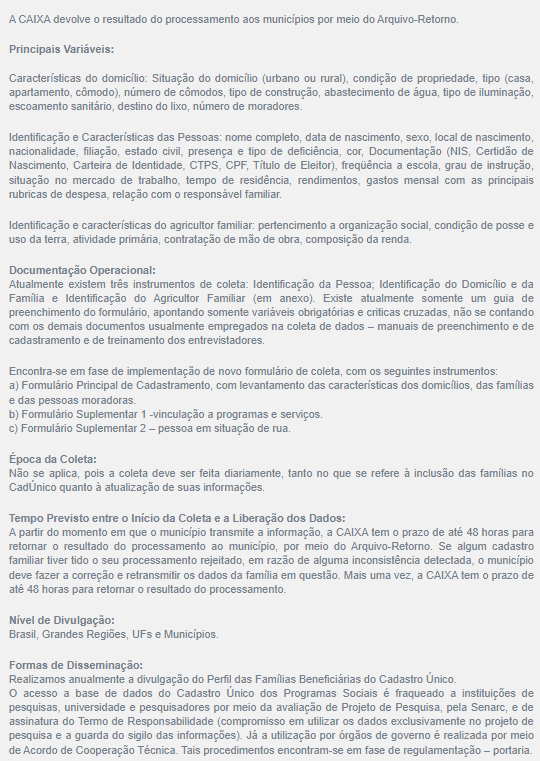 A CAIXA devolve o resultado do processamento aos municípios por meio do Arquivo-Retorno.
Principais Variáveis:
Características do domicílio: Situação do domicílio (urbano ou rural), condição de propriedade, tipo (casa,
apartamento, cômodo), número de cômodos, tipo de construção, abastecimento de água, tipo de iluminação,
escoamento sanitário, destino do lixo, número de moradores.
Identificação e Características das Pessoas: nome completo, data de nascimento, sexo, local de nascimento,
nacionalidade, filiação, estado civil, presença e tipo de deficiência, cor, Documentação (NIS, Certidão de
Nascimento, Carteira de Identidade, CTPS, CPF, Título de Eleitor), freqüência a escola, grau de instrução,
situação no mercado de trabalho, tempo de residência, rendimentos, gastos mensal com as principais
rubricas de despesa, relação com o responsável familiar.
Identificação e características do agricultor familiar: pertencimento a organização social, condição de posse e
uso da terra, atividade primária, contratação de mão de obra, composição da renda.
Documentação Operacional:
Atualmente existem três instrumentos de coleta: Identificação da Pessoa; Identificação do Domicílio e da
Família e Identificação do Agricultor Familiar (em anexo). Existe atualmente somente um guia de
preenchimento do formulário, apontando somente variáveis obrigatórias e criticas cruzadas, não se contando
com os demais documentos usualmente empregados na coleta de dados – manuais de preenchimento e de
cadastramento e de treinamento dos entrevistadores.
Encontra-se em fase de implementação de novo formulário de coleta, com os seguintes instrumentos:
a) Formulário Principal de Cadastramento, com levantamento das características dos domicílios, das famílias
e das pessoas moradoras.
b) Formulário Suplementar 1 -vinculação a programas e serviços.
c) Formulário Suplementar 2 – pessoa em situação de rua.
Época da Coleta:
Não se aplica, pois a coleta deve ser feita diariamente, tanto no que se refere à inclusão das famílias no
CadÚnico quanto à atualização de suas informações.
Tempo Previsto entre o Início da Coleta e a Liberação dos Dados:
A partir do momento em que o município transmite a informação, a CAIXA tem o prazo de até 48 horas para
retornar o resultado do processamento ao município, por meio do Arquivo-Retorno. Se algum cadastro
familiar tiver tido o seu processamento rejeitado, em razão de alguma inconsistência detectada, o município
deve fazer a correção e retransmitir os dados da família em questão. Mais uma vez, a CAIXA tem o prazo de
até 48 horas para retornar o resultado do processamento.
Nível de Divulgação:
Brasil, Grandes Regiões, UFs e Municípios.
Formas de Disseminação:
Realizamos anualmente a divulgação do Perfil das Famílias Beneficiárias do Cadastro Único.
O acesso a base de dados do Cadastro Único dos Programas Sociais é fraqueado a instituições de
pesquisas, universidade e pesquisadores por meio da avaliação de Projeto de Pesquisa, pela Senarc, e de
assinatura do Termo de Responsabilidade (compromisso em utilizar os dados exclusivamente no projeto de
pesquisa e a guarda do sigilo das informações). Já a utilização por órgãos de governo é realizada por meio
de Acordo de Cooperação Técnica. Tais procedimentos encontram-se em fase de regulamentação – portaria.